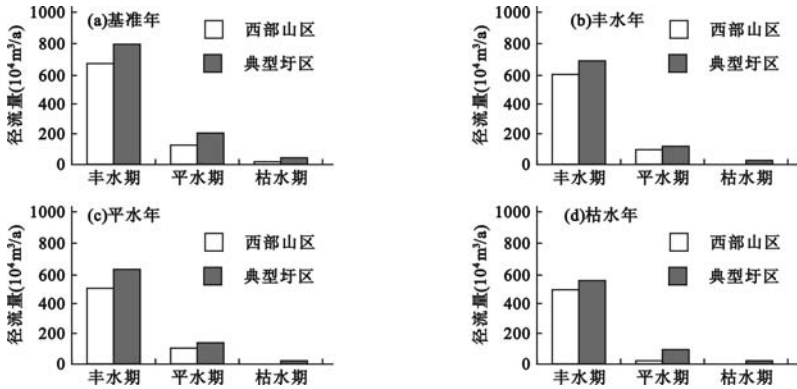 径流量(10⁴m³/a)
1000
800
600
400
200
0
(a)基准年
西部山区
典型圩区
丰水期 平水期 枯水期
径流量(10⁴m³/a)
1000
800
600
400
200
0
(b)丰水年
西部山区
典型圩区
丰水期 平水期 枯水期
径流量(10⁴m³/a)
1000
800
600
400
200
0
(c)平水年
西部山区
典型圩区
丰水期 平水期 枯水期
径流量(10⁴m³/a)
1000
800
600
400
200
0
(d)枯水年
西部山区
典型圩区
丰水期 平水期 枯水期